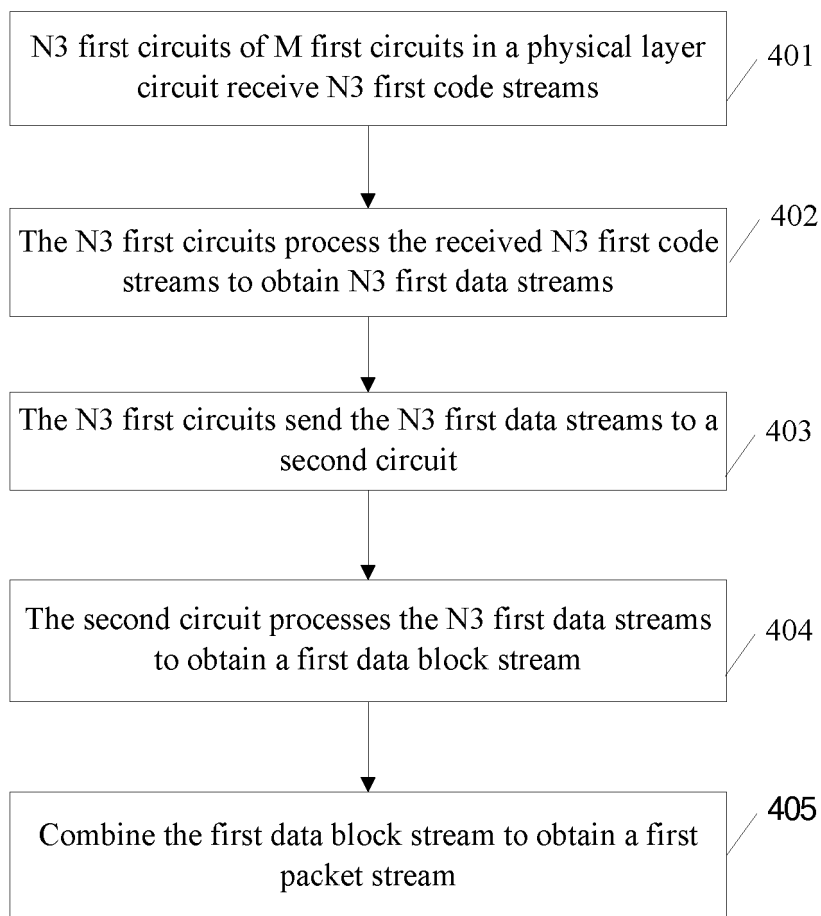 N3 first circuits of M first circuits in a physical layer
circuit receive N3 first code streams
401
The N3 first circuits process the received N3 first code
streams to obtain N3 first data streams
402
The N3 first circuits send the N3 first data streams to a
second circuit
403
The second circuit processes the N3 first data streams
to obtain a first data block stream
404
Combine the first data block stream to obtain a first
packet stream
405